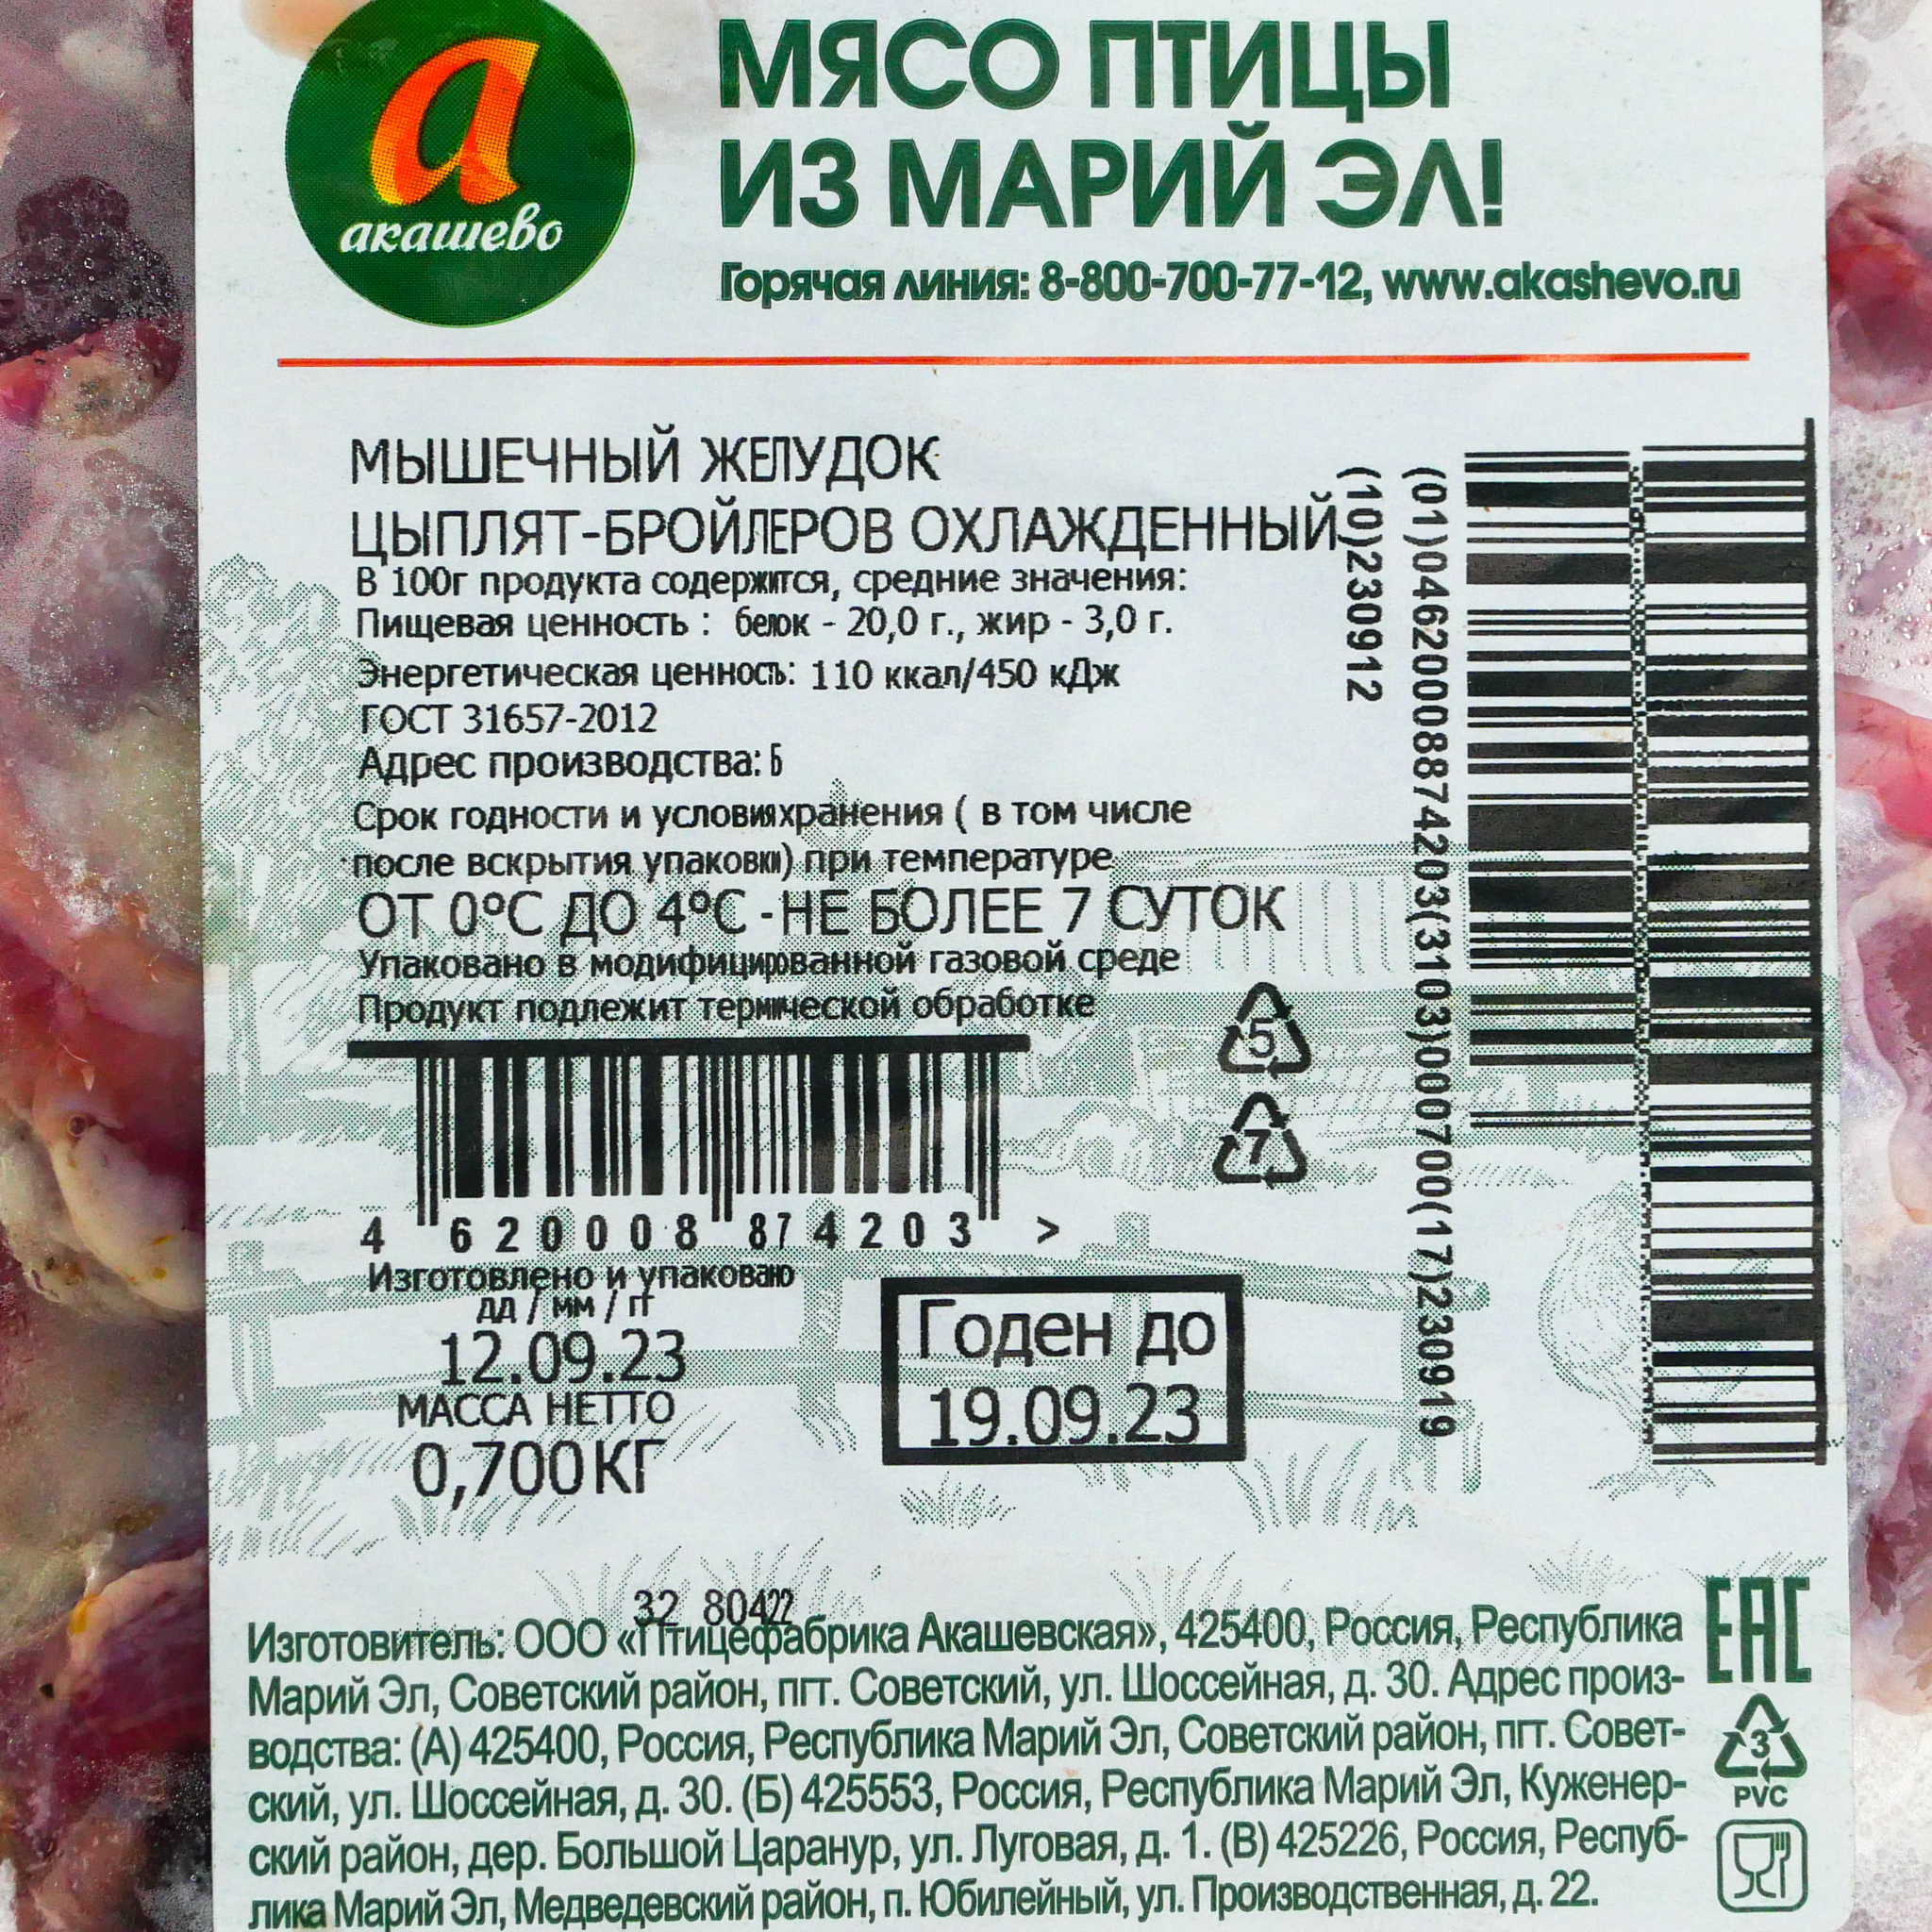 а
акашево
МЯСО ПТИЦЫ
ИЗ МАРИЙ ЭЛ!
Горячая линия: 8-800-700-77-12, www.akashevo.ru
МЫШЕЧНЫЙ ЖЕЛУДОК
ЦЫПЛЯТ-БРОЙЛЕРОВ ОХЛАЖДЕННЫЙ
В 100г продукта содержится, средние значения:
Пищевая ценность : белок - 20,0 г., жир - 3,0 г.
Энергетическая ценность: 110 ккал/450 кДж
ГОСТ 31657-2012
Адрес производства: Б
Срок годности и условия хранения ( в том числе
после вскрытия упаковки) при температуре
ОТ 0°С ДО 4°С - НЕ БОЛЕЕ 7 СУТОК
Упаковано в модифицированной газовой среде
Продукт подлежит термической обработке
5
7
4 620008 874203 >
(01)04620008874203(3103)000700(17)230919
(10)230912
Изготовлено и упаковано
дд / мм / гг
12.09.23
МАССА НЕТТО
0,700КГ
Годен до
19.09.23
32 80422
Изготовитель: ООО «Птицефабрика Акашевская», 425400, Россия, Республика
Марий Эл, Советский район, пгт. Советский, ул. Шоссейная, д. 30. Адрес произ-
водства: (А) 425400, Россия, Республика Марий Эл, Советский район, пгт. Совет-
ский, ул. Шоссейная, д. 30. (Б) 425553, Россия, Республика Марий Эл, Куженер-
ский район, дер. Большой Царанур, ул. Луговая, д. 1. (В) 425226, Россия, Респуб-
лика Марий Эл, Медведевский район, п. Юбилейный, ул. Производственная, д. 22.
ЕАС
3
PVC